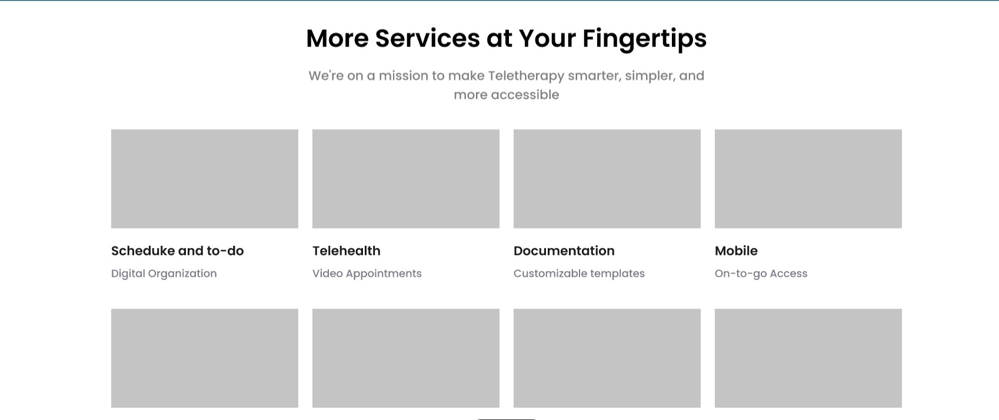 More Services at Your Fingertips
We're on a mission to make Teletherapy smarter, simpler, and
more accessible
Scheduke and to-do
Telehealth
Documentation
Mobile
Digital Organization
Video Appointments
Customizable templates
On-to-go Access